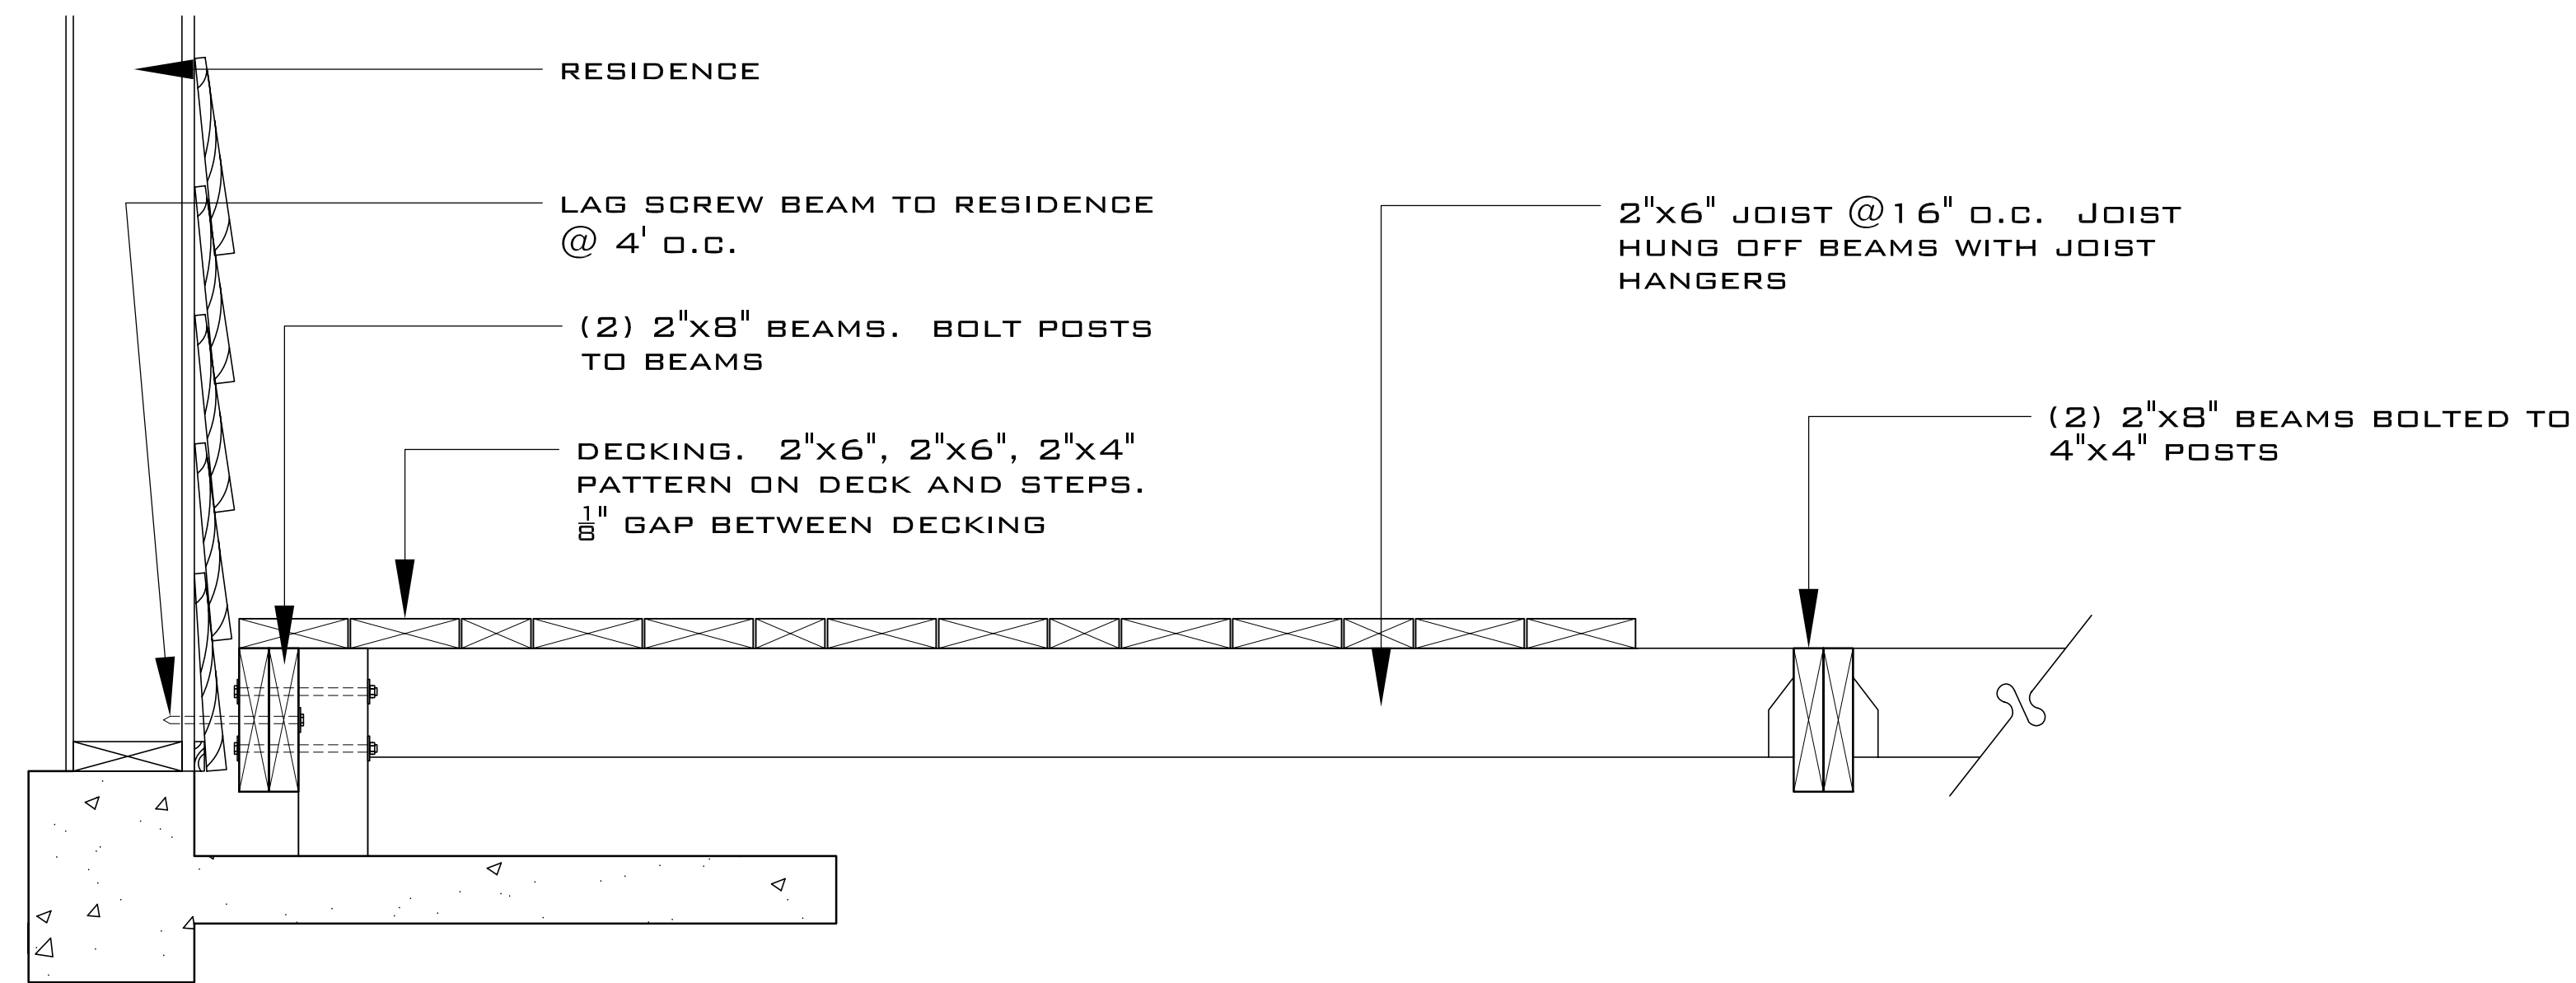 RESIDENCE
LAG SCREW BEAM TO RESIDENCE
@ 4' O.C.
(2) 2"X8" BEAMS. BOLT POSTS
TO BEAMS
DECKING. 2"X6", 2"X6", 2"X4"
PATTERN ON DECK AND STEPS.
1/8" GAP BETWEEN DECKING
2"X6" JOIST @16" O.C. JOIST
HUNG OFF BEAMS WITH JOIST
HANGERS
(2) 2"X8" BEAMS BOLTED TO
4"X4" POSTS